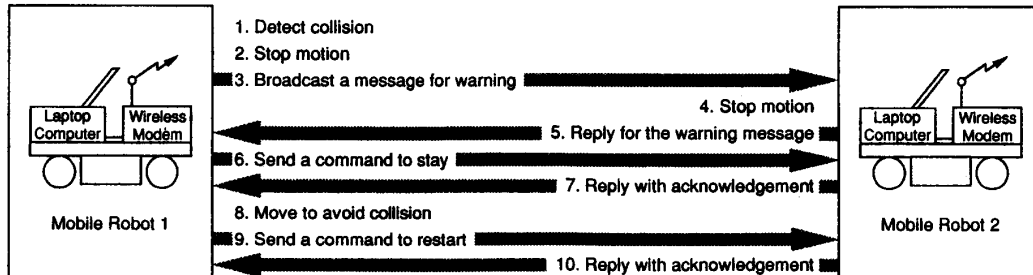 1. Detect collision
2. Stop motion
3. Broadcast a message for warning
4. Stop motion
Laptop Computer
Wireless Modem
5. Reply for the warning message
Laptop Computer
Wireless Modem
6. Send a command to stay
7. Reply with acknowledgement
8. Move to avoid collision
Mobile Robot 1
Mobile Robot 2
9. Send a command to restart
10. Reply with acknowledgement